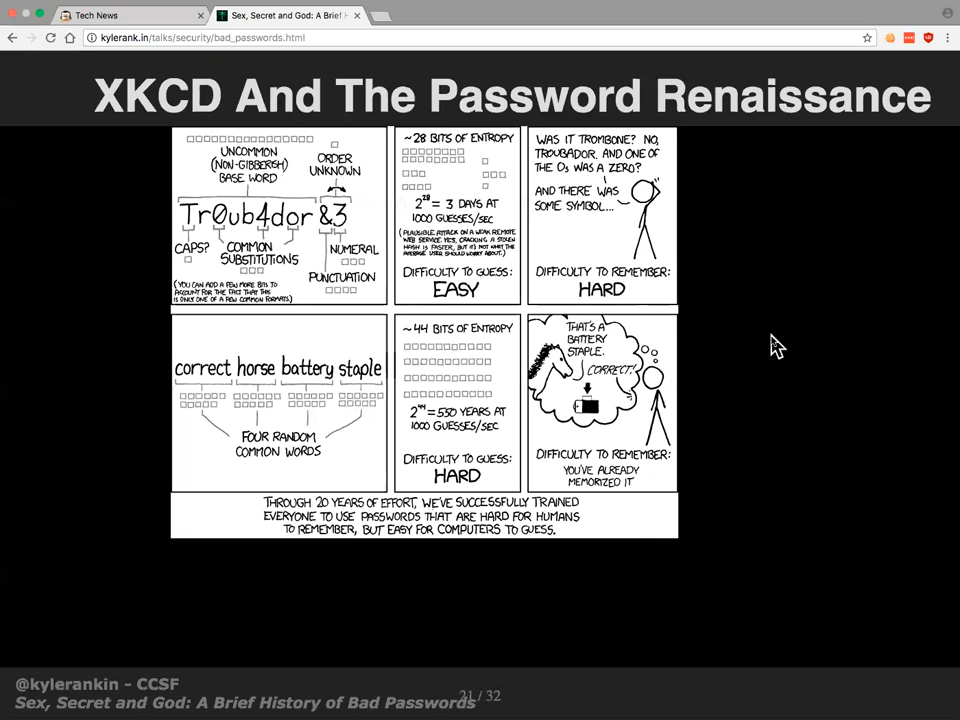 Tech News
Sex, Secret and God: A Brief H
kylerank.in/talks/security/bad_passwords.html
XKCD And The Password Renaissance
UNCOMMON
(NON-GIBBERISH)
BASE WORD
ORDER
UNKNOWN
Tr0ub4dor &3
CAPS?
COMMON
SUBSTITUTIONS
NUMERAL
PUNCTUATION
(YOU CAN ADD A FEW MORE BITS TO
ACCOUNT FOR THE FACT THAT THIS
IS ONLY ONE OF A FEW COMMON FORMATS.)
~28 BITS OF ENTROPY
2^28 = 3 DAYS AT
1000 GUESSES/SEC
(PLAUSIBLE ATTACK ON A WEAK REMOTE
WEB SERVICE. YES, CRACKING A STOLEN
HASH IS FASTER, BUT IT'S NOT WHAT THE
AVERAGE USER SHOULD WORRY ABOUT.)
DIFFICULTY TO GUESS:
EASY
WAS IT TROMBONE? NO,
TROUBADOR. AND ONE OF
THE Os WAS A ZERO?
AND THERE WAS
SOME SYMBOL...
DIFFICULTY TO REMEMBER:
HARD
correct horse battery staple
FOUR RANDOM
COMMON WORDS
~44 BITS OF ENTROPY
2^44 = 550 YEARS AT
1000 GUESSES/SEC
DIFFICULTY TO GUESS:
HARD
THAT'S A
BATTERY
STAPLE.
CORRECT!
DIFFICULTY TO REMEMBER:
YOU'VE ALREADY
MEMORIZED IT
THROUGH 20 YEARS OF EFFORT, WE'VE SUCCESSFULLY TRAINED
EVERYONE TO USE PASSWORDS THAT ARE HARD FOR HUMANS
TO REMEMBER, BUT EASY FOR COMPUTERS TO GUESS.
@kylerankin - CCSF
Sex, Secret and God: A Brief History of Bad Passwords
21 / 32